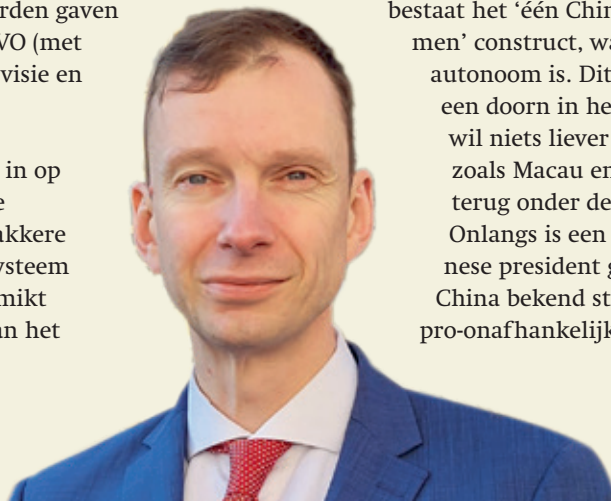 rden gaven
VO (met
visie en
in op
e
akkere
ysteem
mikt
an het
bestaat het ‘één Chin
men’ construct, wa
autonoom is. Dit
een doorn in he
wil niets liever
zoals Macau en
terug onder de
Onlangs is een
nese president g
China bekend st
pro-onafhankelijk